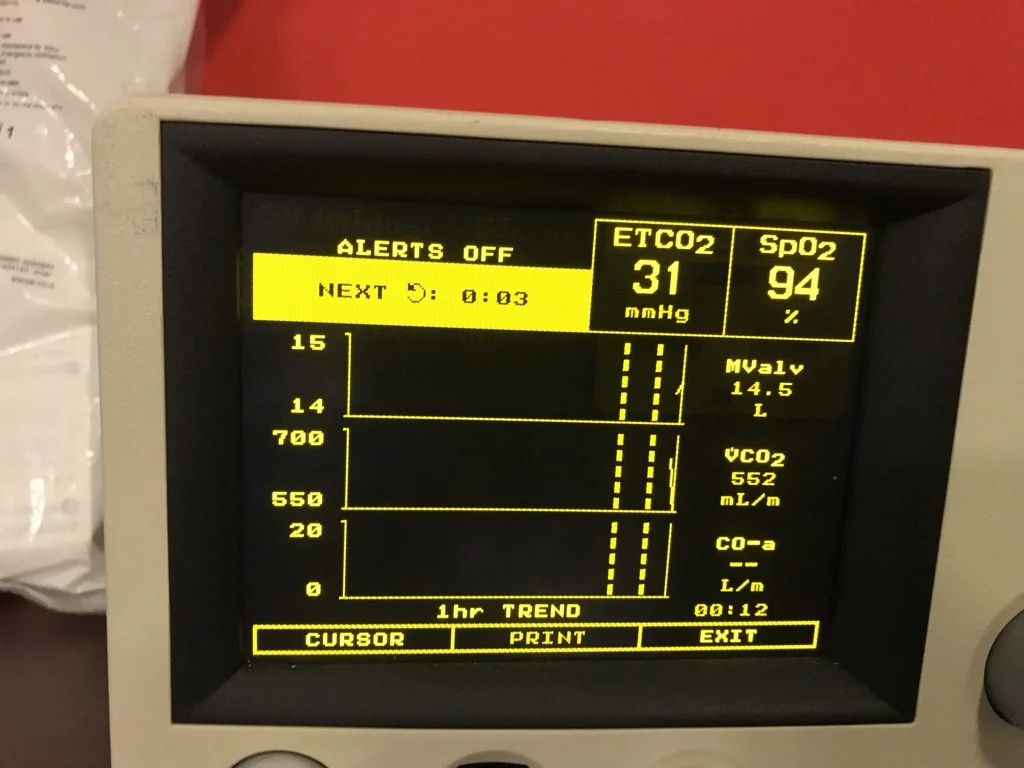 ALERTS OFF
NEXT : 0:03
ETCO2
31
mmHg
SpO2
94
%
15
14
MValv
14.5
L
700
550
V̇CO2
552
mL/m
20
0
CO-a
--
L/m
1hr TREND 00:12
CURSOR PRINT EXIT